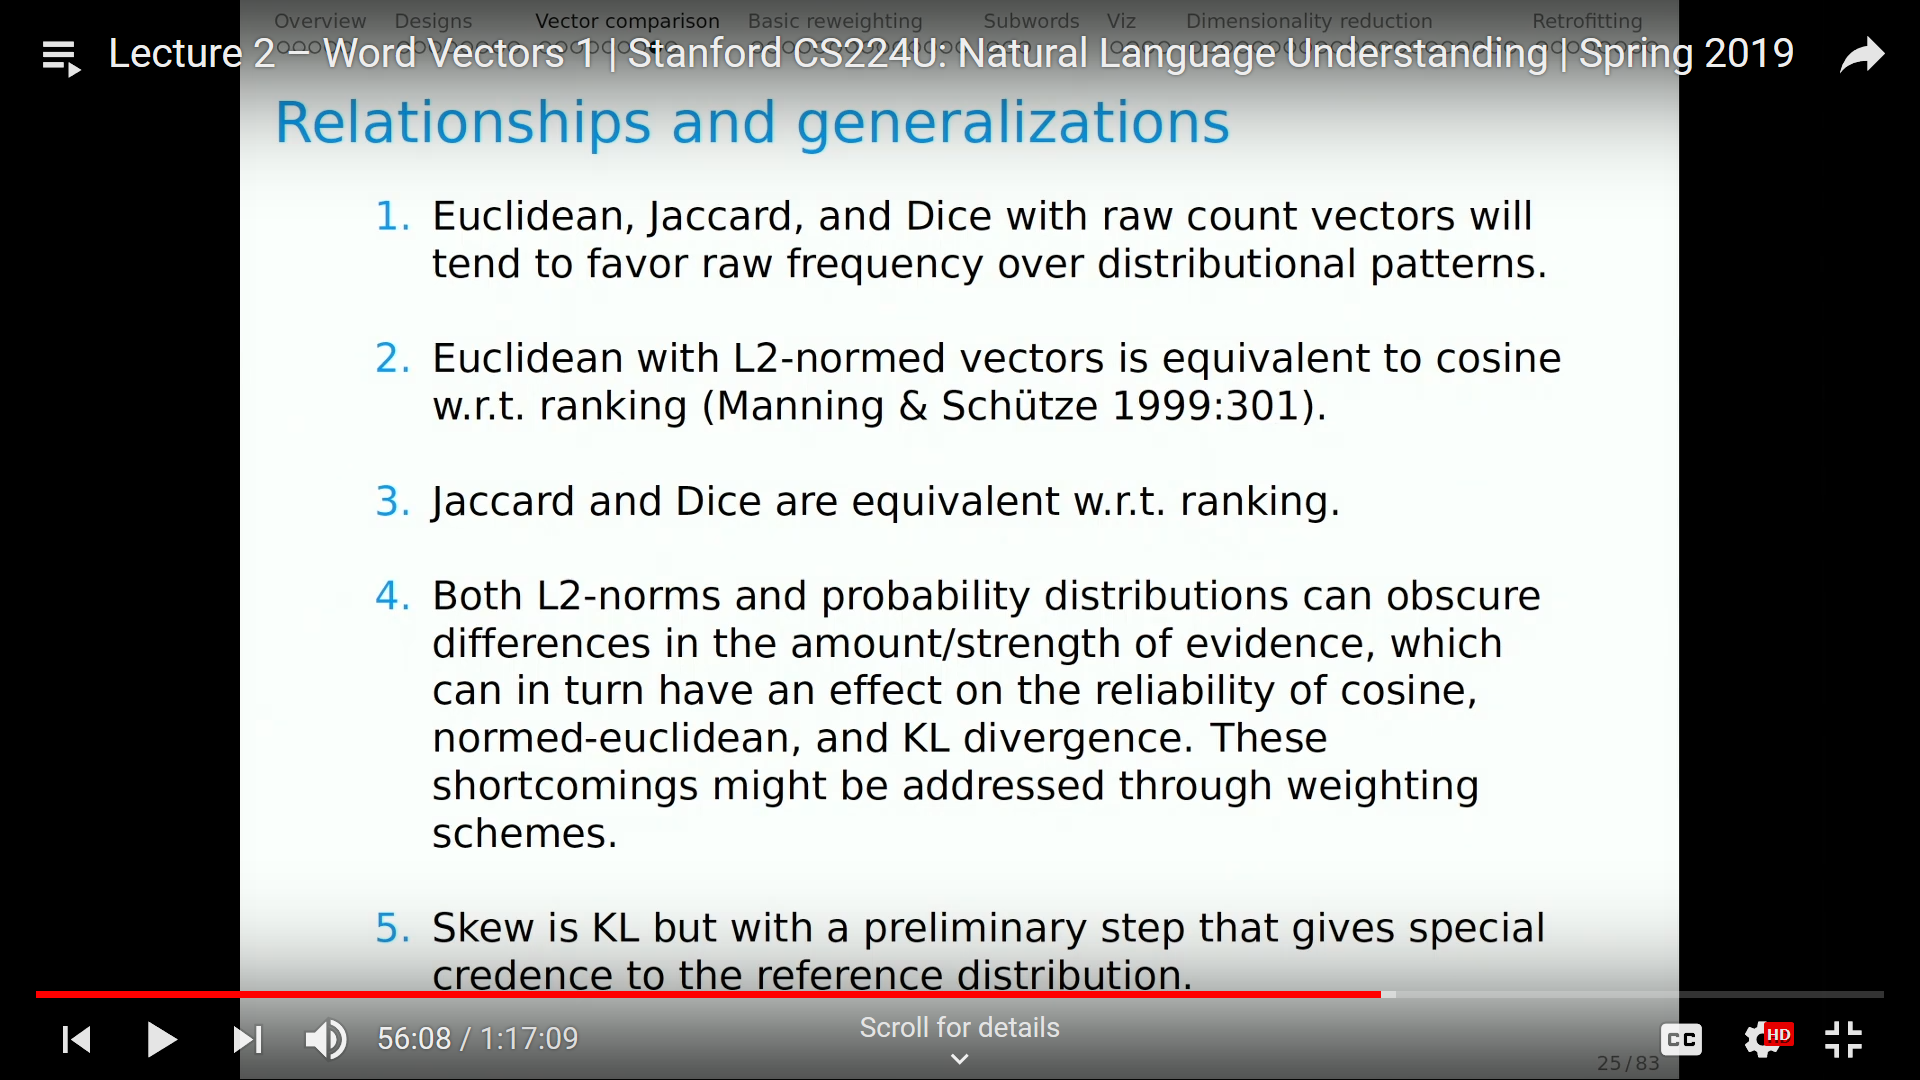 Overview Designs Vector comparison Basic reweighting Subwords Viz Dimensionality reduction Retrofitting
Lecture 2 – Word Vectors 1 | Stanford CS224U: Natural Language Understanding | Spring 2019
Relationships and generalizations
1. Euclidean, Jaccard, and Dice with raw count vectors will
tend to favor raw frequency over distributional patterns.
2. Euclidean with L2-normed vectors is equivalent to cosine
w.r.t. ranking (Manning & Schütze 1999:301).
3. Jaccard and Dice are equivalent w.r.t. ranking.
4. Both L2-norms and probability distributions can obscure
differences in the amount/strength of evidence, which
can in turn have an effect on the reliability of cosine,
normed-euclidean, and KL divergence. These
shortcomings might be addressed through weighting
schemes.
5. Skew is KL but with a preliminary step that gives special
credence to the reference distribution.
56:08 / 1:17:09
Scroll for details
CC
HD
25 / 83